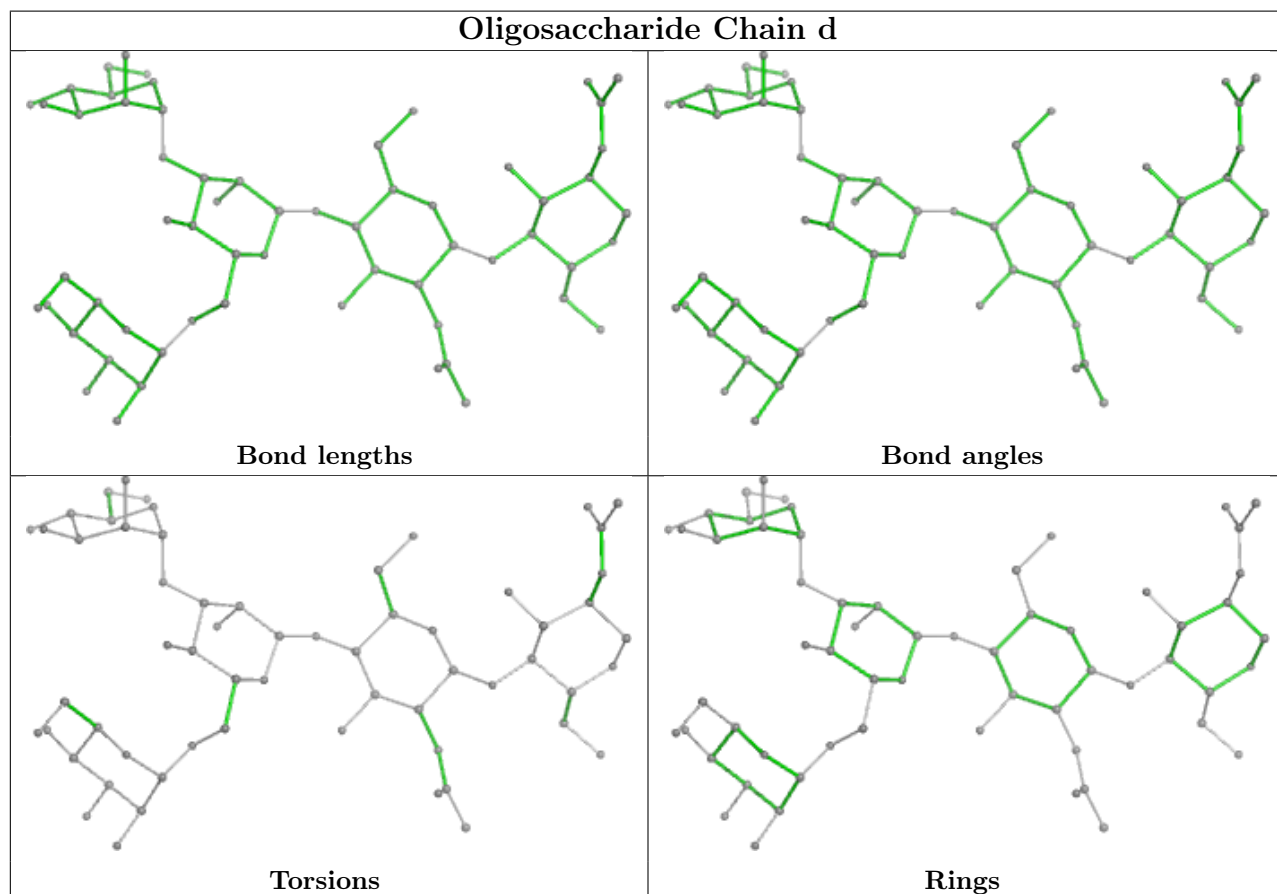 Oligosaccharide Chain d
Bond lengths
Bond angles
Torsions
Rings